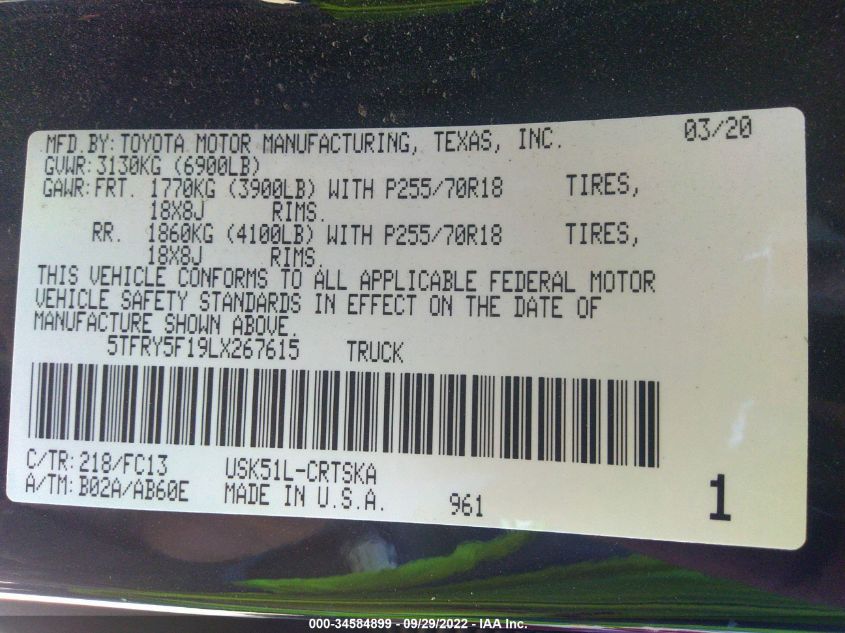 MFD.BY: TOYOTA MOTOR MANUFACTURING, TEXAS, INC. 03/20
GVWR: 3130KG (6900LB)
GAWR: FRT. 1770KG (3900LB) WITH P255/70R18 TIRES,
18X8J RIMS.
RR. 1860KG (4100LB) WITH P255/70R18 TIRES,
18X8J RIMS.
THIS VEHICLE CONFORMS TO ALL APPLICABLE FEDERAL MOTOR
VEHICLE SAFETY STANDARDS IN EFFECT ON THE DATE OF
MANUFACTURE SHOWN ABOVE.
5TFRY5F19LX267615 TRUCK
C/TR: 218/FC13 USK51L-CRTSKA
A/TM: B02A/AB60E MADE IN U.S.A. 961 1
000-34584899 - 09/29/2022 - IAA Inc.